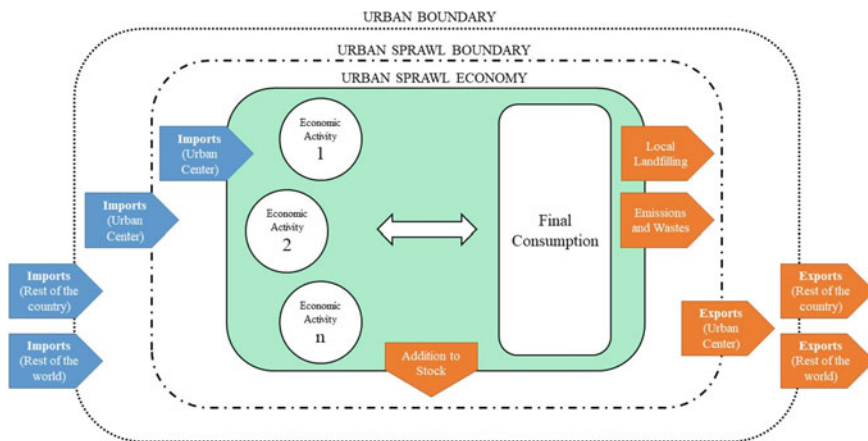 URBAN BOUNDARY
URBAN SPRAWL BOUNDARY
URBAN SPRAWL ECONOMY
Imports
(Urban
Center)
Imports
(Urban
Center)
Imports
(Rest of the
country)
Imports
(Rest of the
world)
Economic
Activity
1
Economic
Activity
2
Economic
Activity
n
Final
Consumption
Addition to
Stock
Local
Landfilling
Emissions
and Wastes
Exports
(Urban
Center)
Exports
(Rest of the
country)
Exports
(Rest of the
world)